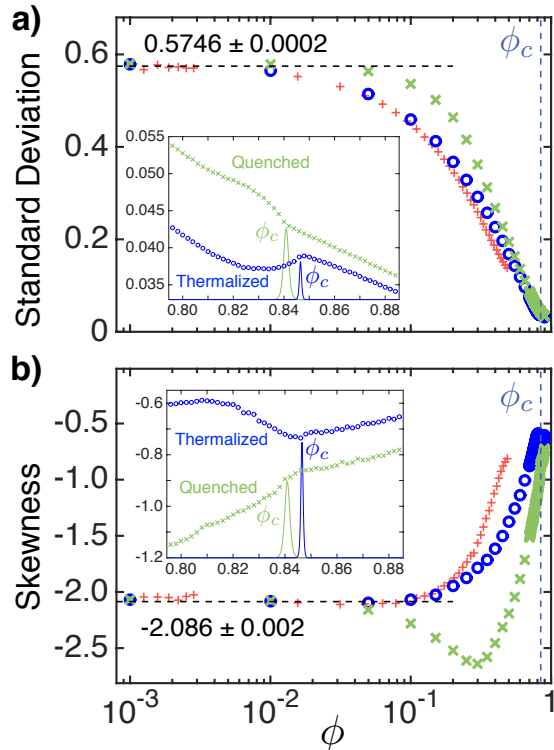 a)
0.5746 ± 0.0002
ϕc
Standard Deviation
0.6
0.4
0.2
0
0.055
0.050
0.045
0.040
0.035
Quenched
ϕc
Thermalized
ϕc
0.80 0.82 0.84 0.86 0.88
b)
ϕc
Skewness
-0.5
-1.0
-1.5
-2.0
-2.5
-0.6
-0.8
-1.0
-1.2
Thermalized
ϕc
Quenched
ϕc
0.80 0.82 0.84 0.86 0.88
-2.086 ± 0.002
10⁻³ 10⁻² 10⁻¹ 10⁰
ϕ